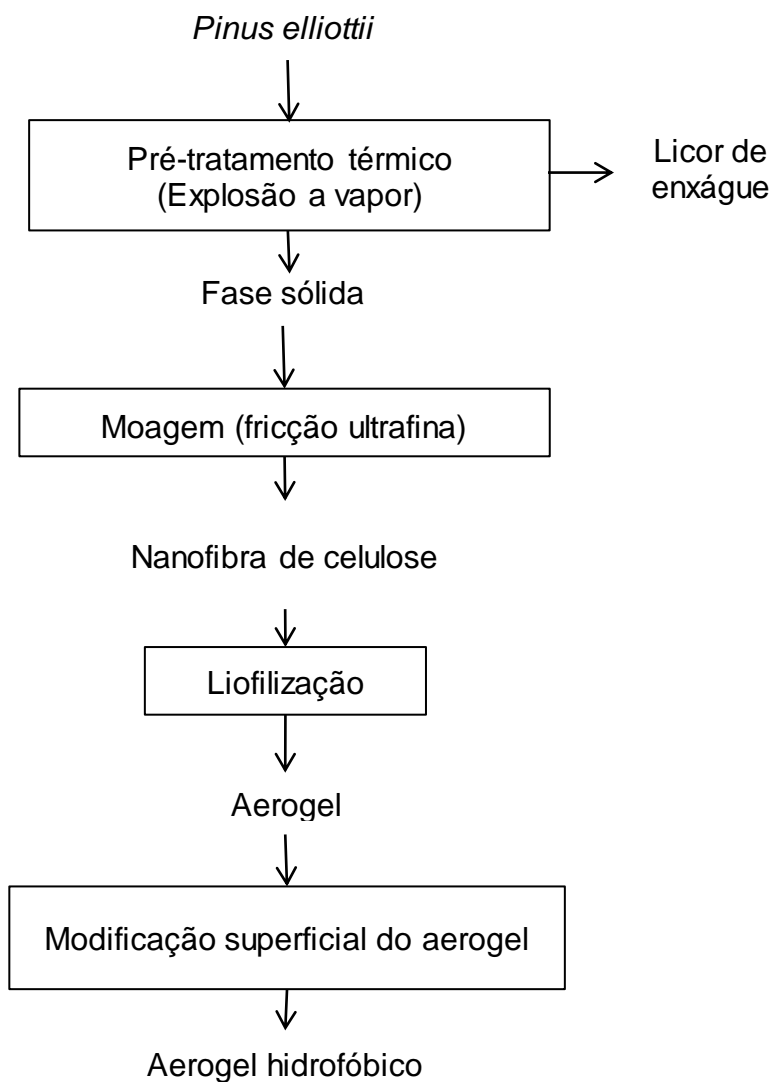 Pinus elliottii
Pré-tratamento térmico
(Explosão a vapor)
Licor de
enxágue
Fase sólida
Moagem (fricção ultrafina)
Nanofibra de celulose
Liofilização
Aerogel
Modificação superficial do aerogel
Aerogel hidrofóbico